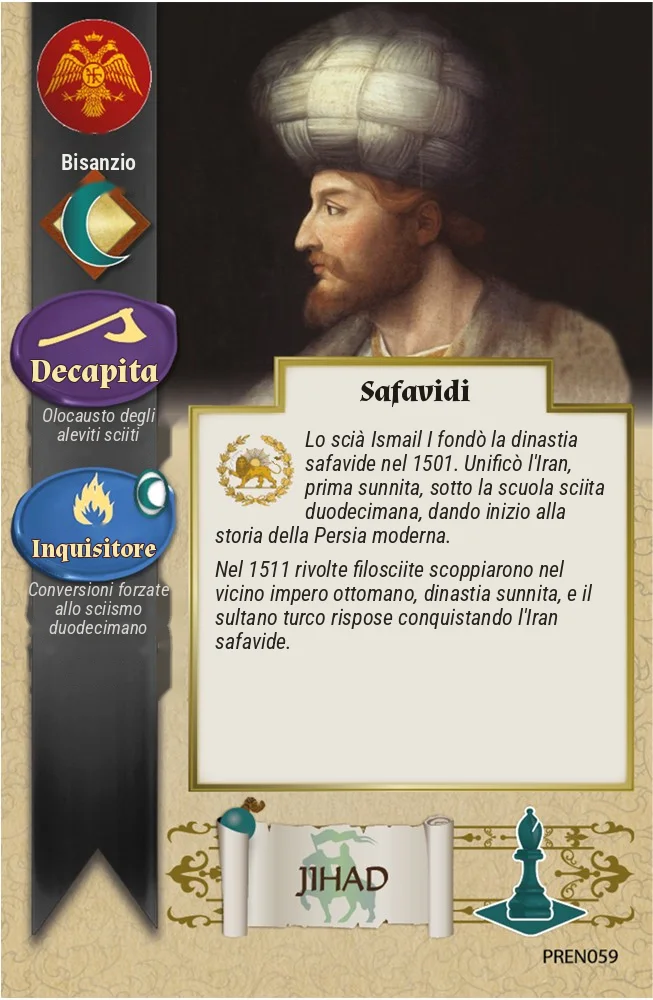 Bisanzio
Decapita
Olocausto degli
aleviti sciiti
Inquisitore
Conversioni forzate
allo sciismo
duodecimano
Safavidi
Lo scià Ismail I fondò la dinastia
safavide nel 1501. Unificò l'Iran,
prima sunnita, sotto la scuola sciita
duodecimana, dando inizio alla
storia della Persia moderna.
Nel 1511 rivolte filosciite scoppiarono nel
vicino impero ottomano, dinastia sunnita, e il
sultano turco rispose conquistando l'Iran
safavide.
JIHAD
PREN059